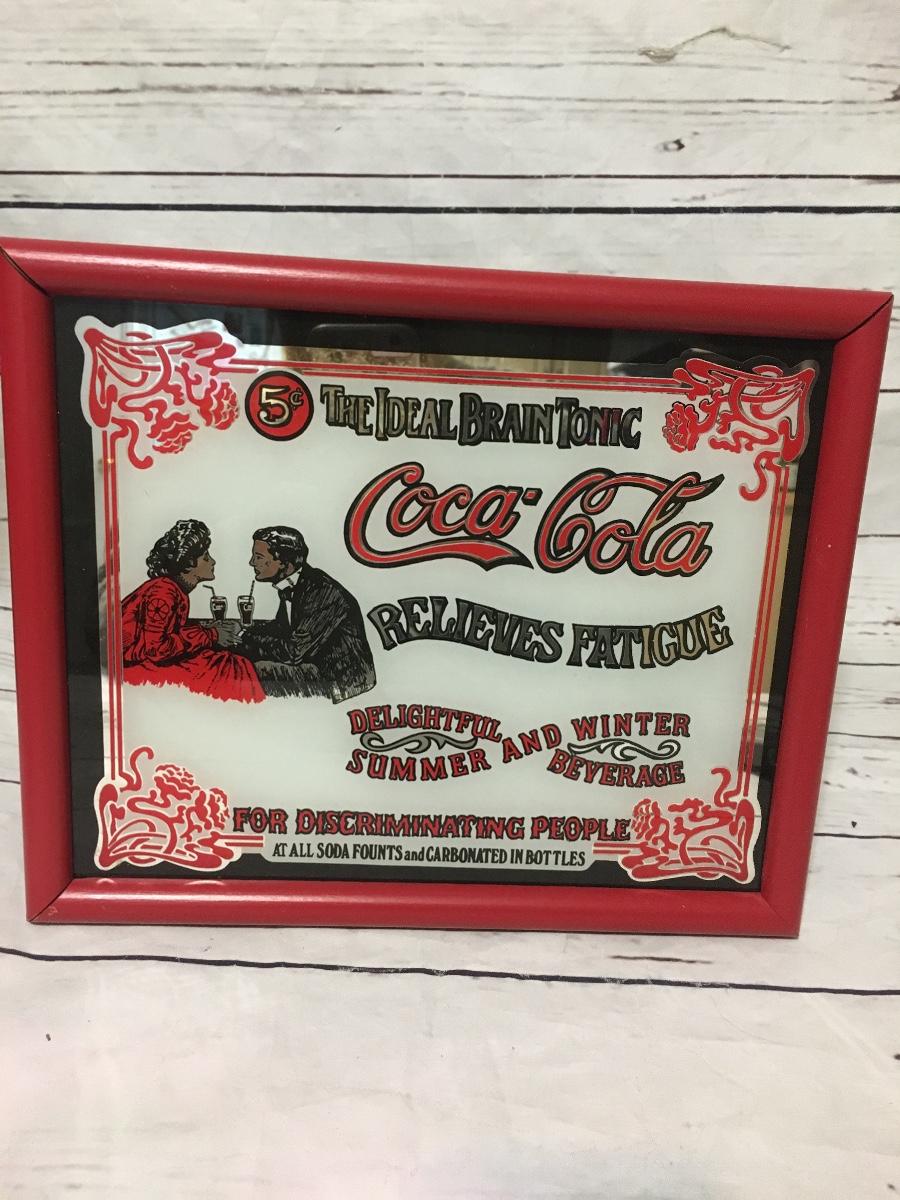 5¢ THE IDEAL BRAIN TONIC
Coca-Cola
RELIEVES FATIGUE
DELIGHTFUL
SUMMER AND WINTER
BEVERAGE
FOR DISCRIMINATING PEOPLE
AT ALL SODA FOUNTS and CARBONATED IN BOTTLES